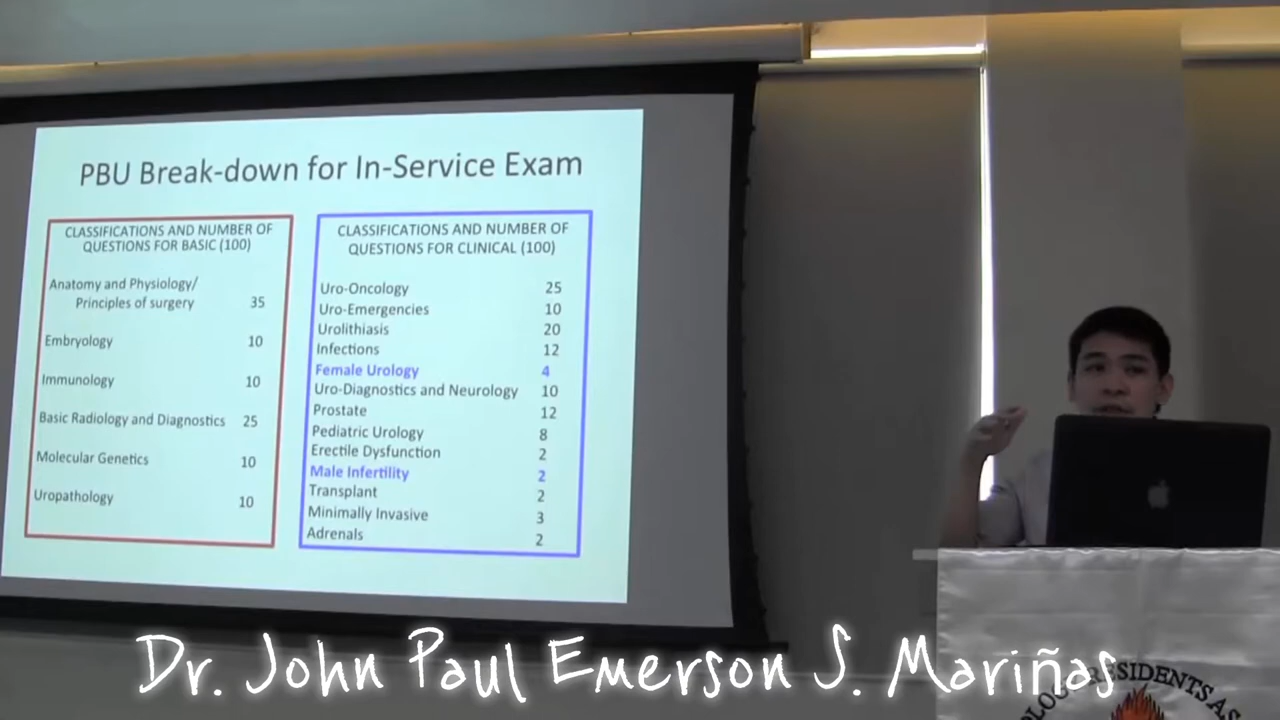 PBU Break-down for In-Service Exam
CLASSIFICATIONS AND NUMBER OF
QUESTIONS FOR BASIC (100)
Anatomy and Physiology/
Principles of surgery 35
Embryology 10
Immunology 10
Basic Radiology and Diagnostics 25
Molecular Genetics 10
Uropathology 10
CLASSIFICATIONS AND NUMBER OF
QUESTIONS FOR CLINICAL (100)
Uro-Oncology 25
Uro-Emergencies 10
Urolithiasis 20
Infections 12
Female Urology 4
Uro-Diagnostics and Neurology 10
Prostate 12
Pediatric Urology 8
Erectile Dysfunction 2
Male Infertility 2
Transplant 2
Minimally Invasive 3
Adrenals 2
Dr. John Paul Emerson S. Mariñas